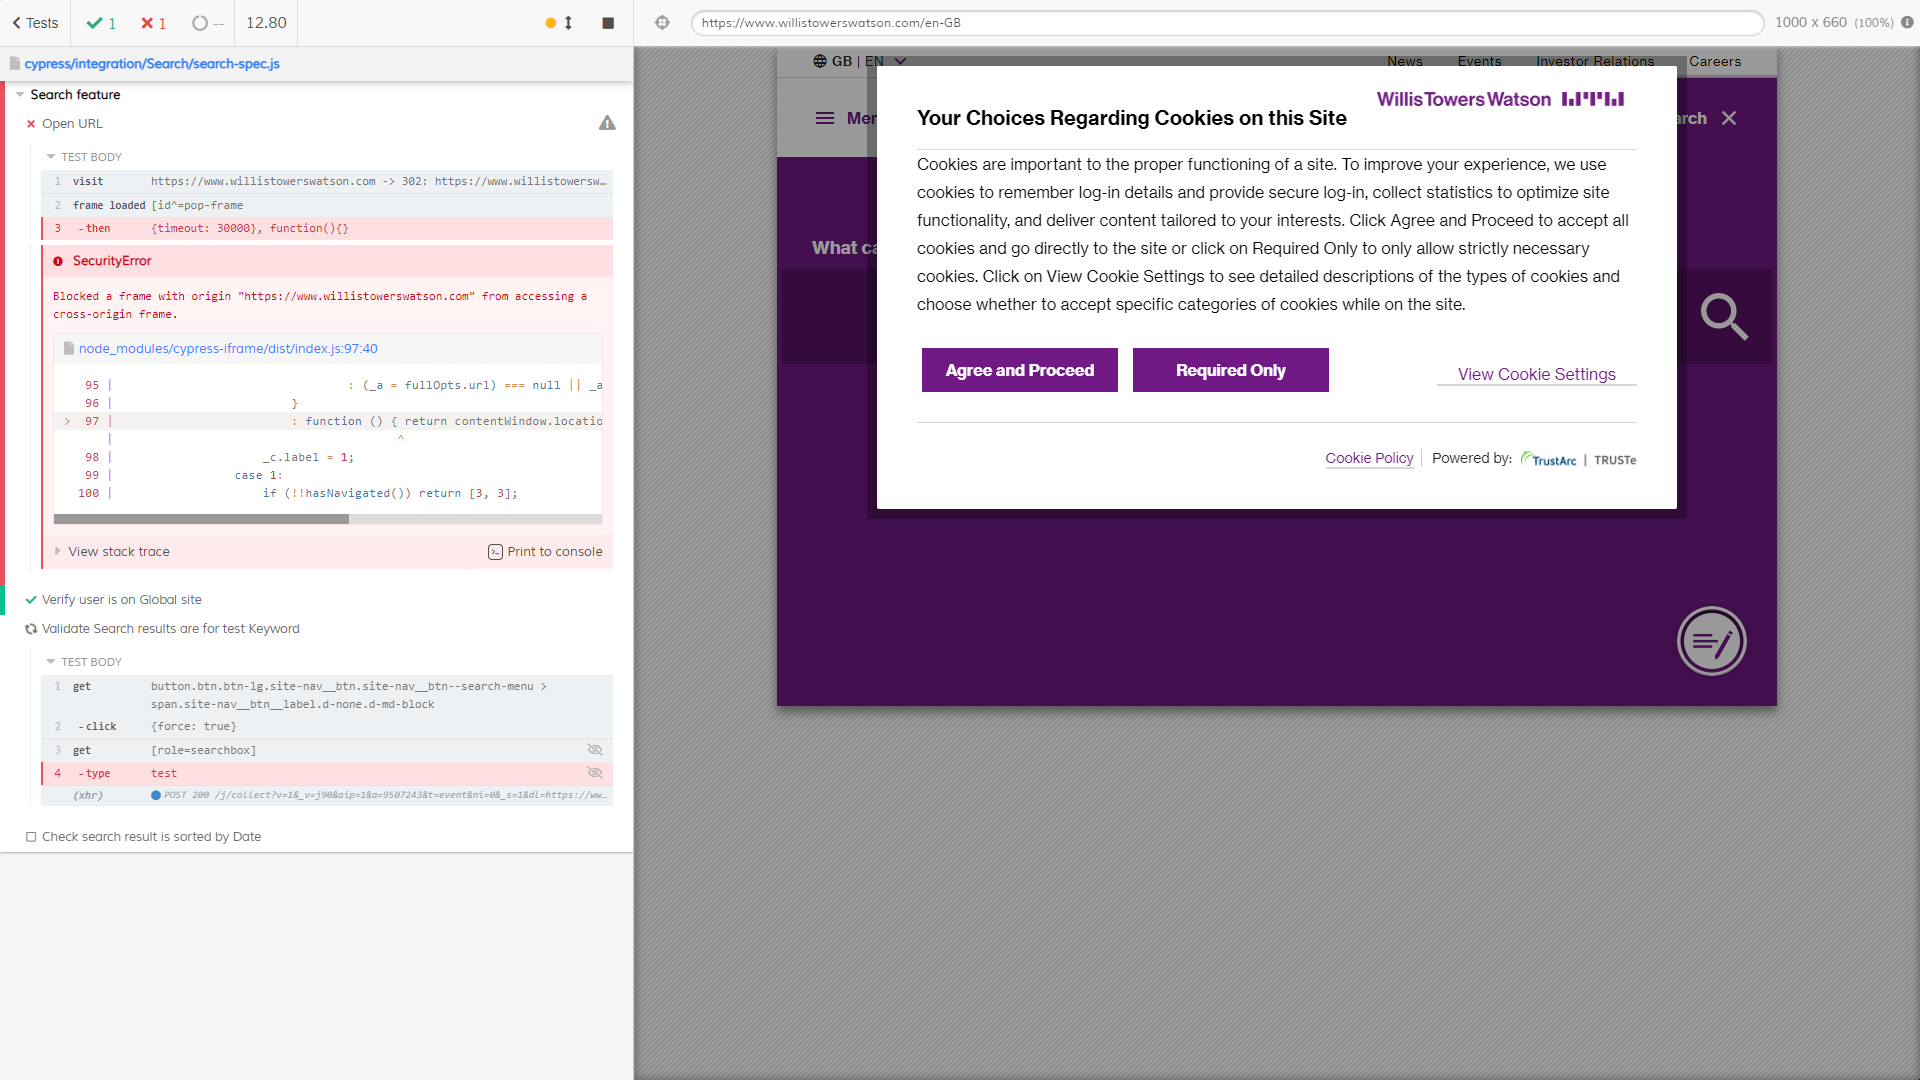 Tests
1
1
--
12.80
https://www.willistowerswatson.com/en-GB
1000 x 660 (100%)
cypress/integration/Search/search-spec.js
Search feature
Open URL
TEST BODY
1 visit https://www.willistowerswatson.com -> 302: https://www.willistowersw…
2 frame loaded [id^=pop-frame
3 -then {timeout: 30000}, function(){}
SecurityError
Blocked a frame with origin "https://www.willistowerswatson.com" from accessing a
cross-origin frame.
node_modules/cypress-iframe/dist/index.js:97:40
95 | : (_a = fullOpts.url) === null || _a
96 | }
> 97 | : function () { return contentWindow.locatio
| ^
98 | _c.label = 1;
99 | case 1:
100 | if (!!hasNavigated()) return [3, 3];
View stack trace
Print to console
Verify user is on Global site
Validate Search results are for test Keyword
TEST BODY
1 get button.btn.btn-lg.site-nav__btn.site-nav__btn--search-menu >
span.site-nav__btn__label.d-none.d-md-block
2 -click {force: true}
3 get [role=searchbox]
4 -type test
(xhr) POST 200 /j/collect?v=1&_v=j90&aip=1&a=9507243&t=event&ni=0&_s=1&dl=https://ww…
Check search result is sorted by Date
GB | EN
News
Events
Investor Relations
Careers
Men
arch
What ca
WillisTowersWatson
Your Choices Regarding Cookies on this Site
Cookies are important to the proper functioning of a site. To improve your experience, we use
cookies to remember log-in details and provide secure log-in, collect statistics to optimize site
functionality, and deliver content tailored to your interests. Click Agree and Proceed to accept all
cookies and go directly to the site or click on Required Only to only allow strictly necessary
cookies. Click on View Cookie Settings to see detailed descriptions of the types of cookies and
choose whether to accept specific categories of cookies while on the site.
Agree and Proceed
Required Only
View Cookie Settings
Cookie Policy
Powered by:
TrustArc | TRUSTe